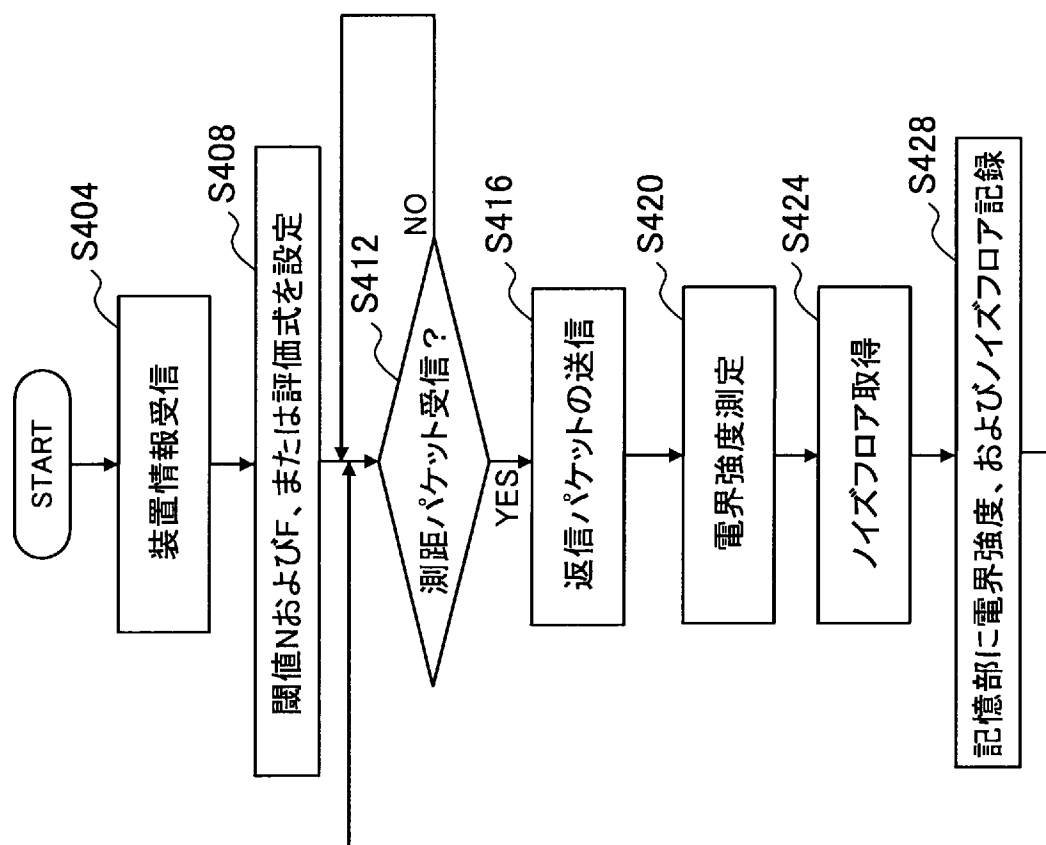 START
S404
装置情報受信
S408
閾値NおよびF、または評価式を設定
S412
測距パケット受信?
NO
YES
S416
返信パケットの送信
S420
電界強度測定
S424
ノイズフロア取得
S428
記憶部に電界強度、およびノイズフロア記録